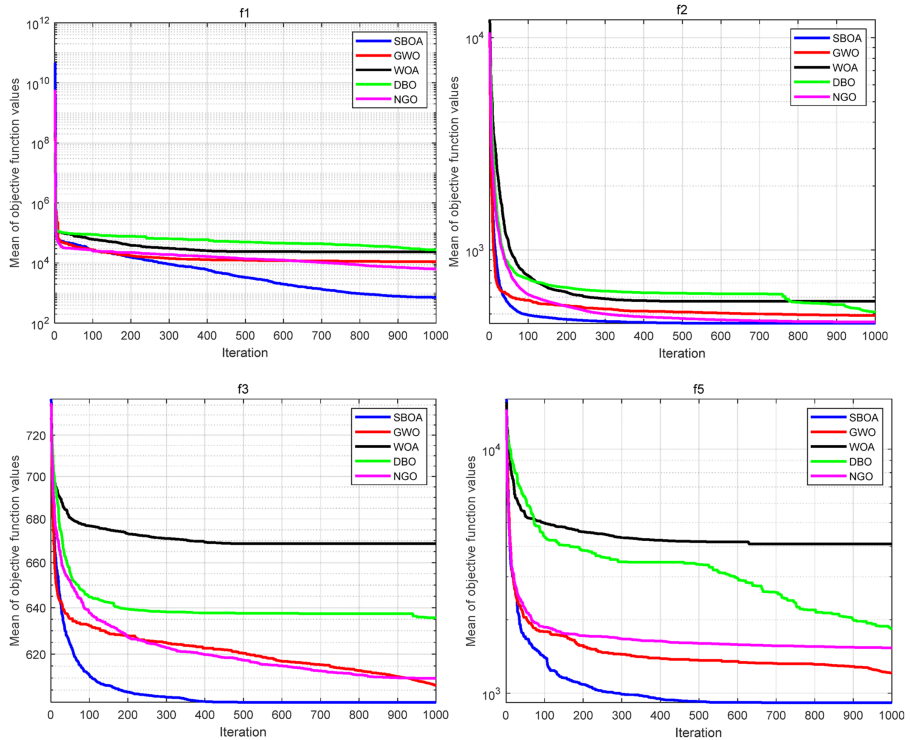 f1
10^12
10^10
10^8
10^6
10^4
10^2
Mean of objective function values
0 100 200 300 400 500 600 700 800 900 1000
Iteration
SBOA
GWO
WOA
DBO
NGO
f2
10^4
10^3
Mean of objective function values
0 100 200 300 400 500 600 700 800 900 1000
Iteration
SBOA
GWO
WOA
DBO
NGO
f3
720
700
680
660
640
620
Mean of objective function values
0 100 200 300 400 500 600 700 800 900 1000
Iteration
SBOA
GWO
WOA
DBO
NGO
f5
10^4
10^3
Mean of objective function values
0 100 200 300 400 500 600 700 800 900 1000
Iteration
SBOA
GWO
WOA
DBO
NGO